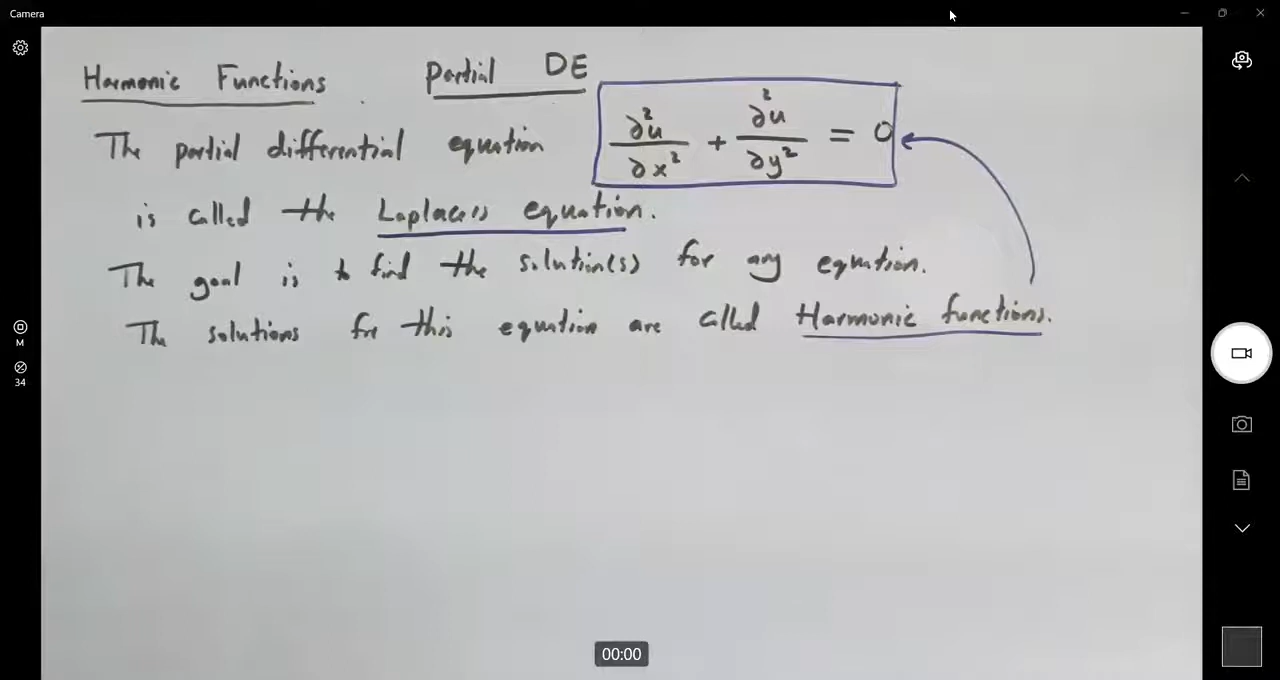 Camera
Harmonic Functions Partial DE
The partial differential equation ∂²u/∂x² + ∂²u/∂y² = 0
is called the Laplace's equation.
The goal is to find the solution(s) for any equation.
The solutions for this equation are called Harmonic functions.
M
34
00:00